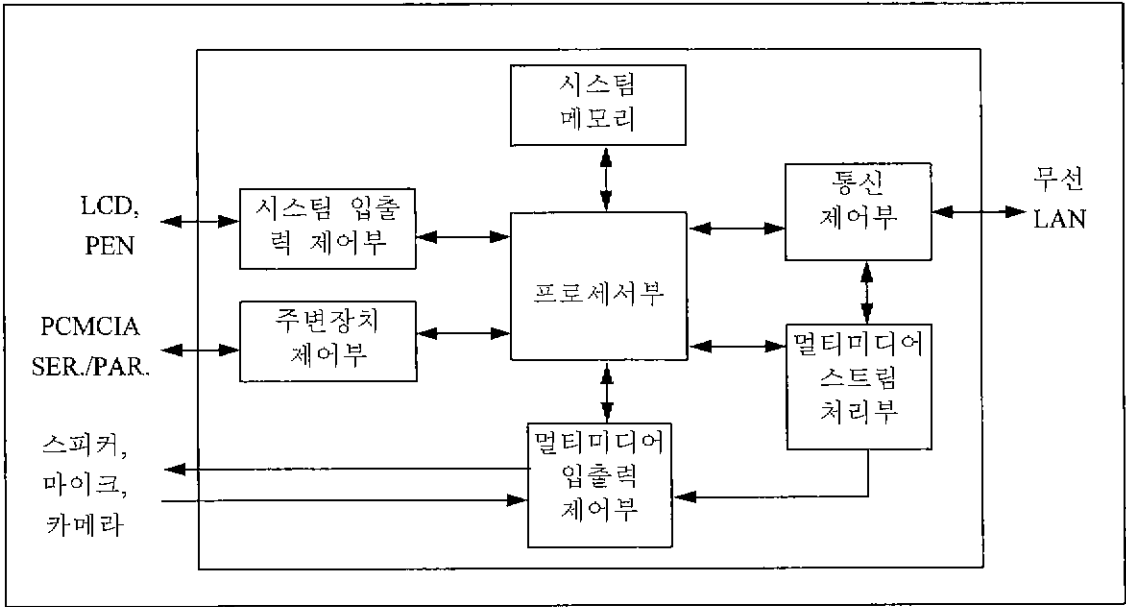 시스팀
메모리
LCD,
PEN
시스팀 입출
력 제어부
프로세서부
통신
제어부
무선
LAN
PCMCIA
SER./PAR.
주변장치
제어부
멀티미디어
스트림
처리부
스피커,
마이크,
카메라
멀티미디어
입출력
제어부